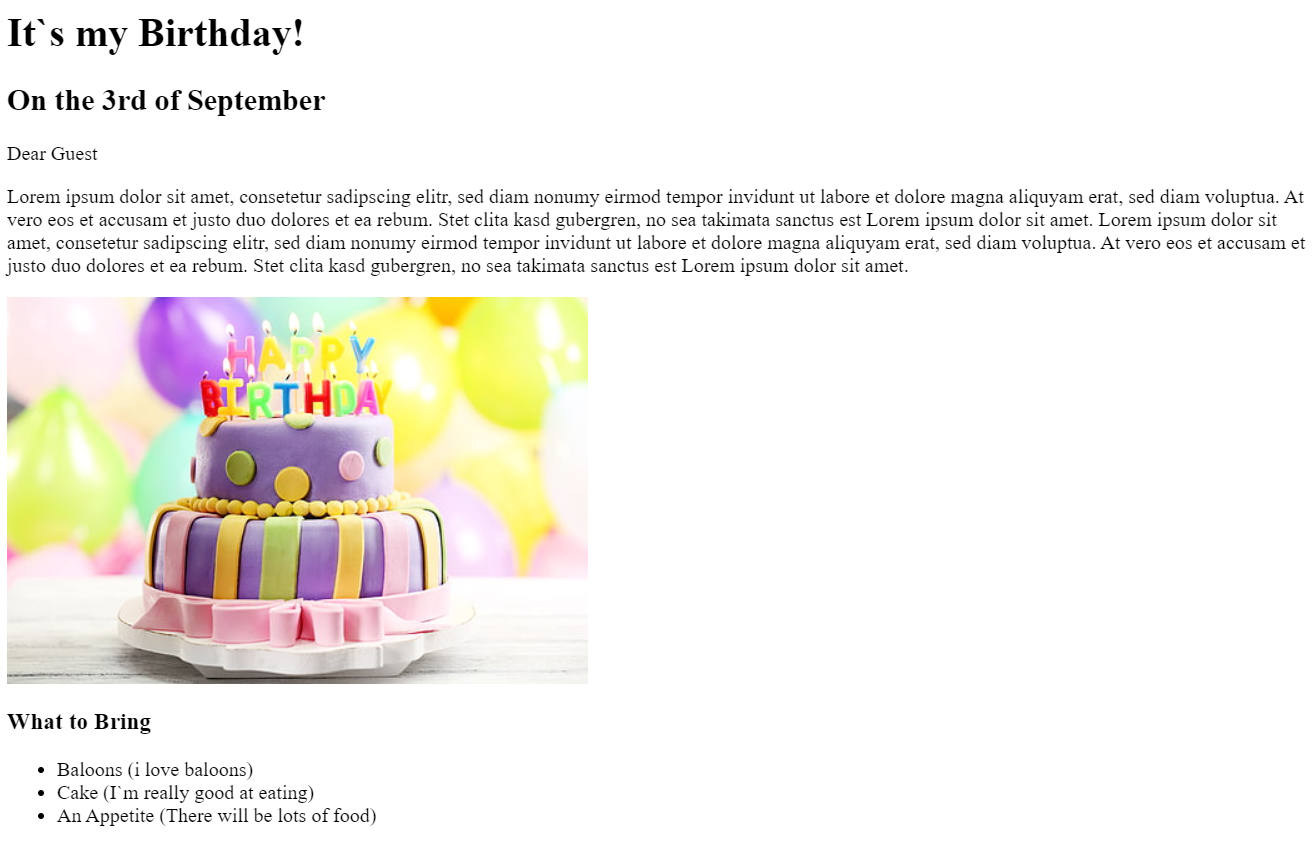 It`s my Birthday!
On the 3rd of September
Dear Guest
Lorem ipsum dolor sit amet, consetetur sadipscing elitr, sed diam nonumy eirmod tempor invidunt ut labore et dolore magna aliquyam erat, sed diam voluptua. At
vero eos et accusam et justo duo dolores et ea rebum. Stet clita kasd gubergren, no sea takimata sanctus est Lorem ipsum dolor sit amet. Lorem ipsum dolor sit
amet, consetetur sadipscing elitr, sed diam nonumy eirmod tempor invidunt ut labore et dolore magna aliquyam erat, sed diam voluptua. At vero eos et accusam et
justo duo dolores et ea rebum. Stet clita kasd gubergren, no sea takimata sanctus est Lorem ipsum dolor sit amet.
HAPPY
BIRTHDAY
What to Bring
• Baloons (i love baloons)
• Cake (I`m really good at eating)
• An Appetite (There will be lots of food)